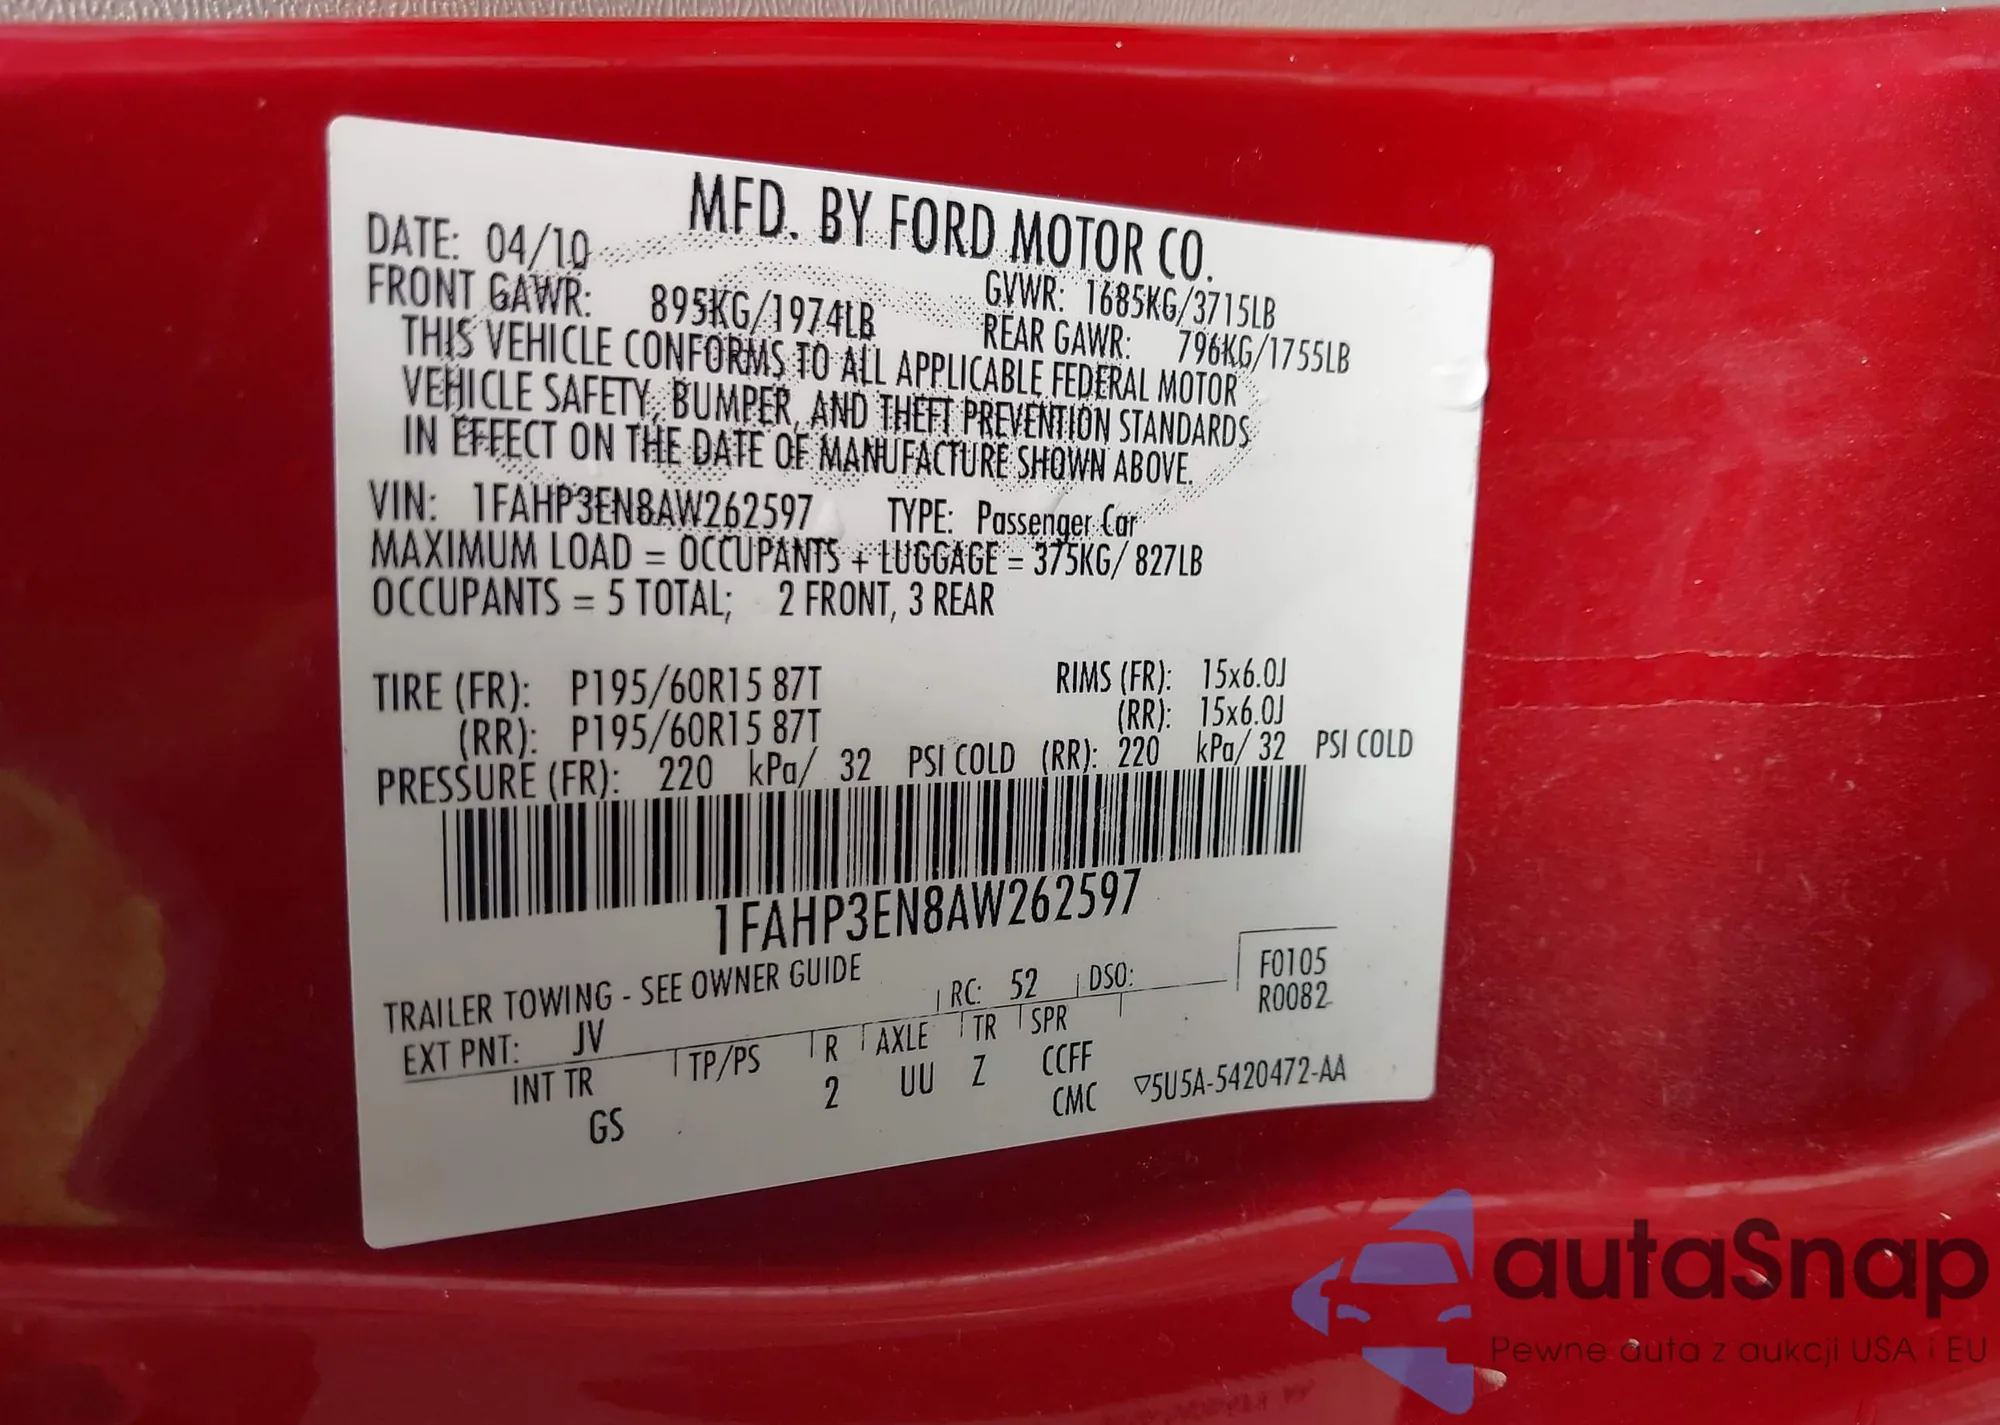 MFD. BY FORD MOTOR CO.
DATE: 04/10
GVWR: 1685KG/3715LB
FRONT GAWR: 895KG/1974LB
REAR GAWR: 796KG/1755LB
THIS VEHICLE CONFORMS TO ALL APPLICABLE FEDERAL MOTOR
VEHICLE SAFETY, BUMPER, AND THEFT PREVENTION STANDARDS
IN EFFECT ON THE DATE OF MANUFACTURE SHOWN ABOVE.
VIN: 1FAHP3EN8AW262597 TYPE: Passenger Car
MAXIMUM LOAD = OCCUPANTS + LUGGAGE = 375KG/ 827LB
OCCUPANTS = 5 TOTAL; 2 FRONT, 3 REAR
TIRE (FR): P195/60R15 87T RIMS (FR): 15x6.0J
(RR): P195/60R15 87T (RR): 15x6.0J
PRESSURE (FR): 220 kPa/ 32 PSI COLD (RR): 220 kPa/ 32 PSI COLD
1FAHP3EN8AW262597
TRAILER TOWING - SEE OWNER GUIDE
F0105
R0082
EXT PNT: JV RC: 52 DSO:
INT TR TP/PS R AXLE TR SPR
GS 2 UU Z CCFF
CMC ▽5U5A-5420472-AA
autaSnap
Pewne auta z aukcji USA i EU